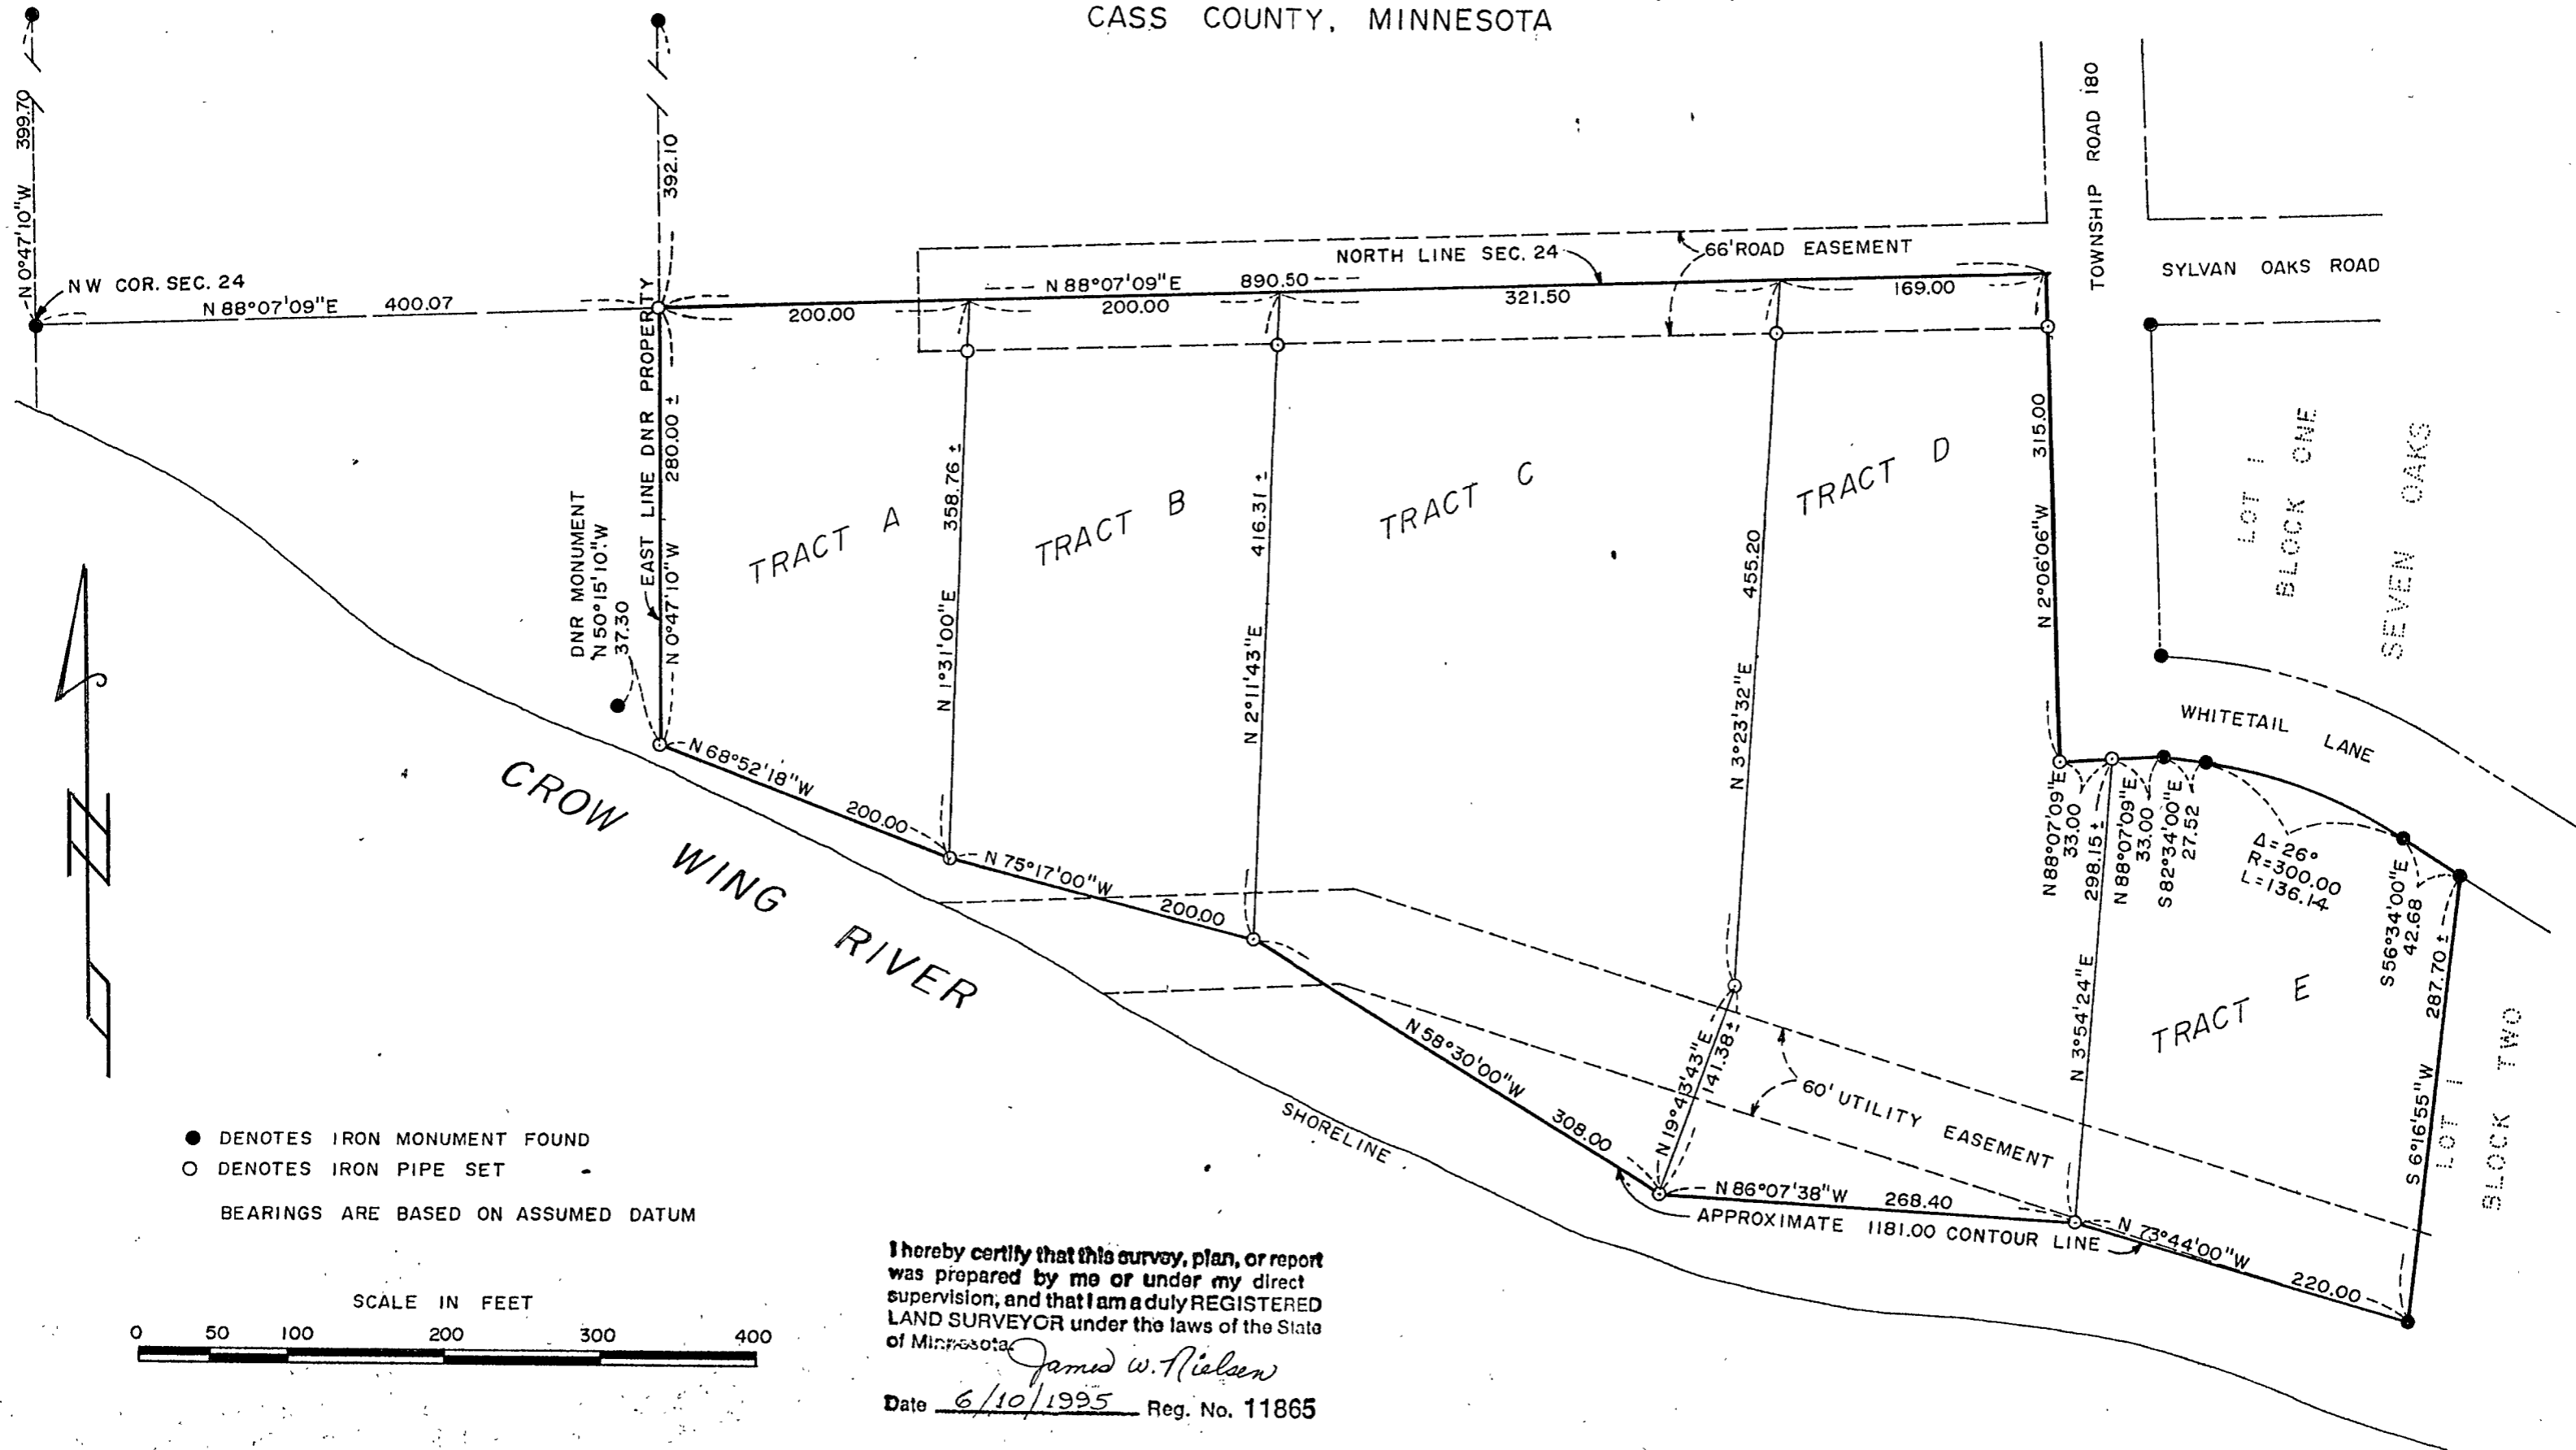 CASS COUNTY, MINNESOTA
N 0°47'10"W 399.70
392.10
TOWNSHIP ROAD 180
NW COR. SEC. 24
N 88°07'09"E 400.07
NORTH LINE SEC. 24
66' ROAD EASEMENT
SYLVAN OAKS ROAD
N 88°07'09"E 890.50
200.00
200.00
321.50
169.00
EAST LINE DNR PROPERTY
N 0°47'10"W 280.00 ±
DNR MONUMENT
N 50°15'10".W
37.30
TRACT A
N 1°31'00"E 358.76 ±
TRACT B
N 2°11'43"E 416.31 ±
TRACT C
N 3°23'32"E 455.20
TRACT D
N 2°06'06"W 315.00
LOT 1
BLOCK ONE
SEVEN OAKS
WHITETAIL LANE
N 88°07'09"E
33.00
298.15 ±
N 88°07'09"E
33.00
S 82°34'00"E
27.52
Δ=26°
R=300.00
L=136.14
S 56°34'00"E
42.68
N 68°52'18"W 200.00
N 75°17'00"W 200.00
CROW WING RIVER
N 58°30'00"W 308.00
N 19°43'43"E
141.38 ±
60' UTILITY EASEMENT
N 3°54'24"E
TRACT E
S 6°16'55"W 287.70 ±
LOT 1
BLOCK TWO
SHORELINE
N 86°07'38"W 268.40
APPROXIMATE 1181.00 CONTOUR LINE
N 73°44'00"W 220.00
N
DENOTES IRON MONUMENT FOUND
DENOTES IRON PIPE SET
BEARINGS ARE BASED ON ASSUMED DATUM
SCALE IN FEET
0 50 100 200 300 400
I hereby certify that this survey, plan, or report
was prepared by me or under my direct
supervision, and that I am a duly REGISTERED
LAND SURVEYOR under the laws of the State
of Minnesota.
James W. Nielsen
Date 6/10/1995 Reg. No. 11865